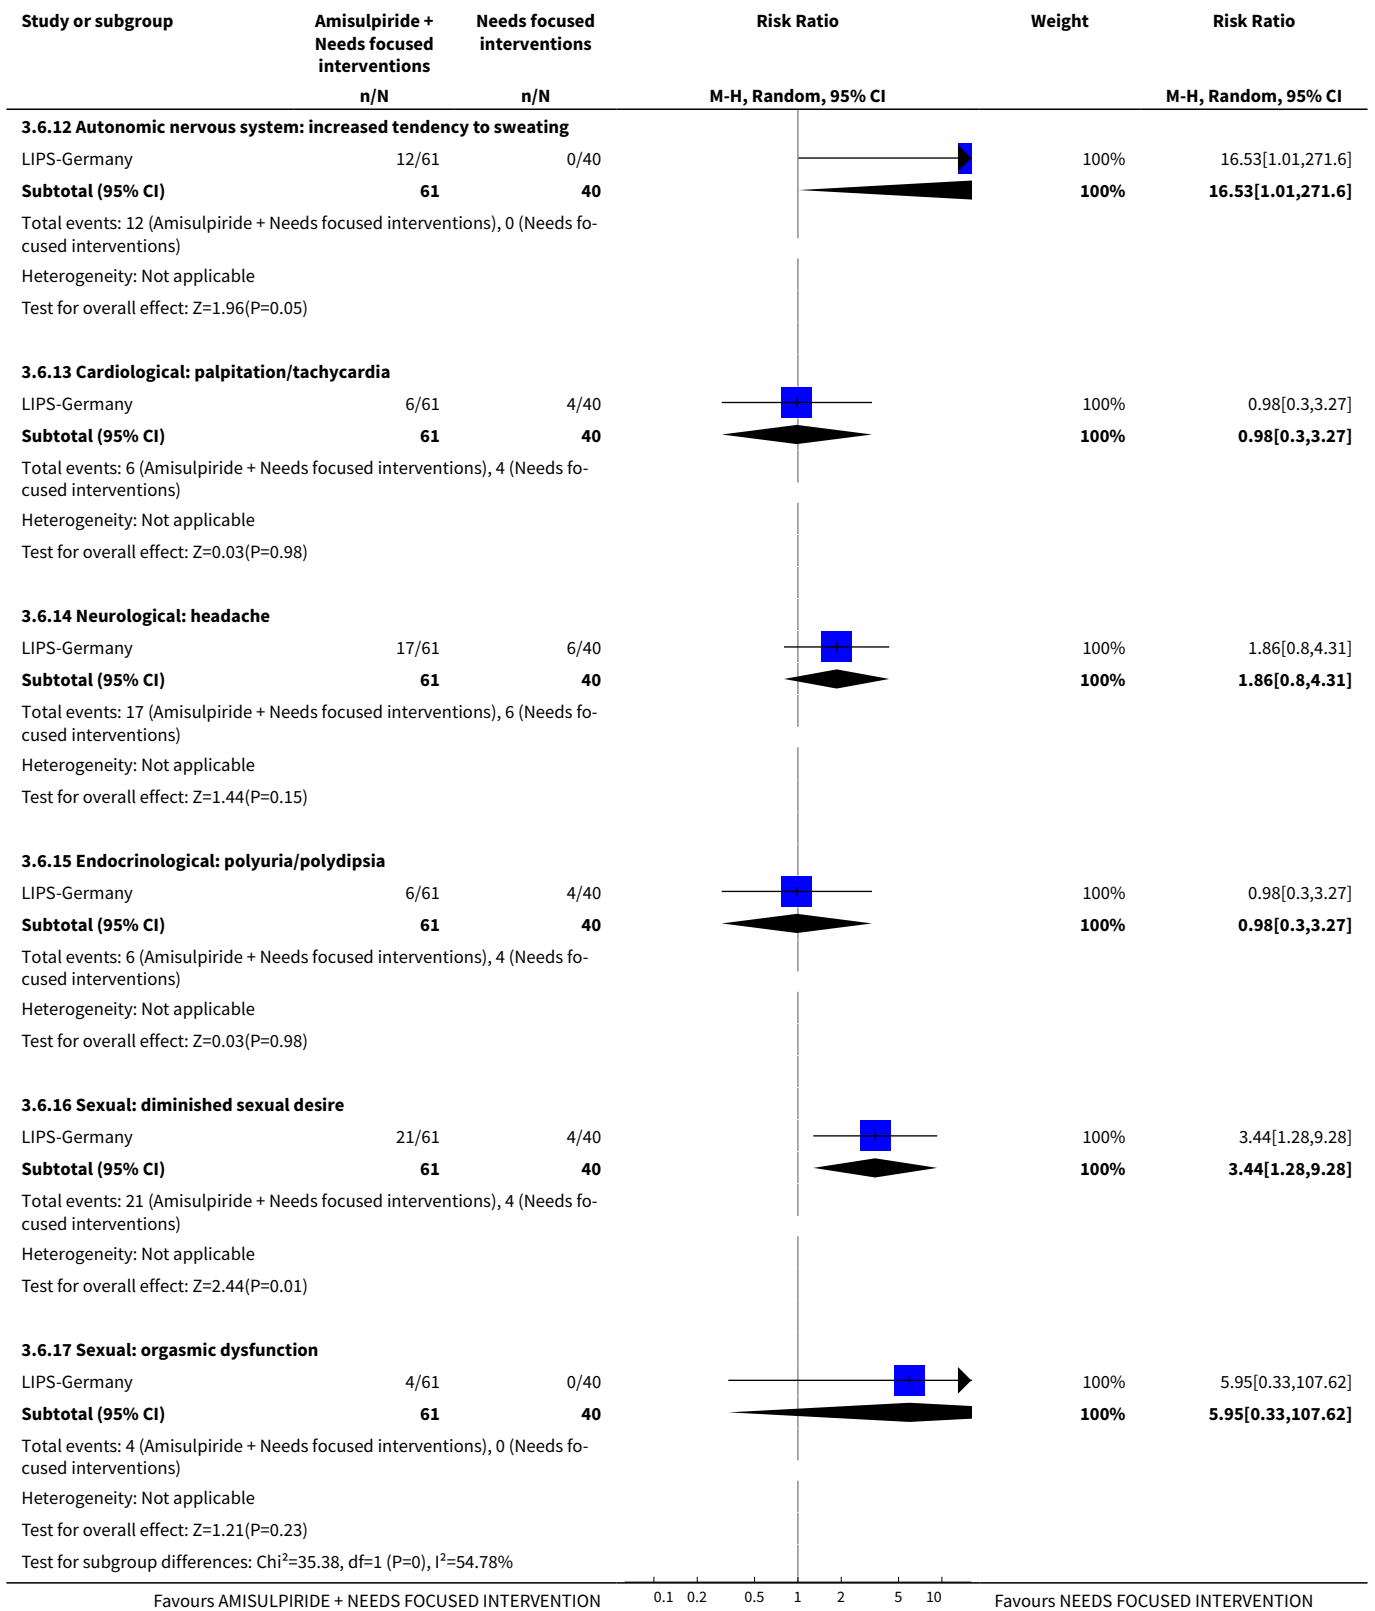 Study or subgroup Amisulpiride + Needs focused Risk Ratio Weight Risk Ratio
Needs focused interventions
interventions
n/N n/N M-H, Random, 95% CI M-H, Random, 95% CI
3.6.12 Autonomic nervous system: increased tendency to sweating
LIPS-Germany 12/61 0/40 100% 16.53[1.01,271.6]
Subtotal (95% CI) 61 40 100% 16.53[1.01,271.6]
Total events: 12 (Amisulpiride + Needs focused interventions), 0 (Needs fo-
cused interventions)
Heterogeneity: Not applicable
Test for overall effect: Z=1.96(P=0.05)
3.6.13 Cardiological: palpitation/tachycardia
LIPS-Germany 6/61 4/40 100% 0.98[0.3,3.27]
Subtotal (95% CI) 61 40 100% 0.98[0.3,3.27]
Total events: 6 (Amisulpiride + Needs focused interventions), 4 (Needs fo-
cused interventions)
Heterogeneity: Not applicable
Test for overall effect: Z=0.03(P=0.98)
3.6.14 Neurological: headache
LIPS-Germany 17/61 6/40 100% 1.86[0.8,4.31]
Subtotal (95% CI) 61 40 100% 1.86[0.8,4.31]
Total events: 17 (Amisulpiride + Needs focused interventions), 6 (Needs fo-
cused interventions)
Heterogeneity: Not applicable
Test for overall effect: Z=1.44(P=0.15)
3.6.15 Endocrinological: polyuria/polydipsia
LIPS-Germany 6/61 4/40 100% 0.98[0.3,3.27]
Subtotal (95% CI) 61 40 100% 0.98[0.3,3.27]
Total events: 6 (Amisulpiride + Needs focused interventions), 4 (Needs fo-
cused interventions)
Heterogeneity: Not applicable
Test for overall effect: Z=0.03(P=0.98)
3.6.16 Sexual: diminished sexual desire
LIPS-Germany 21/61 4/40 100% 3.44[1.28,9.28]
Subtotal (95% CI) 61 40 100% 3.44[1.28,9.28]
Total events: 21 (Amisulpiride + Needs focused interventions), 4 (Needs fo-
cused interventions)
Heterogeneity: Not applicable
Test for overall effect: Z=2.44(P=0.01)
3.6.17 Sexual: orgasmic dysfunction
LIPS-Germany 4/61 0/40 100% 5.95[0.33,107.62]
Subtotal (95% CI) 61 40 100% 5.95[0.33,107.62]
Total events: 4 (Amisulpiride + Needs focused interventions), 0 (Needs fo-
cused interventions)
Heterogeneity: Not applicable
Test for overall effect: Z=1.21(P=0.23)
Test for subgroup differences: Chi²=35.38, df=1 (P=0), I²=54.78%
Favours AMISULPIRIDE + NEEDS FOCUSED INTERVENTION 0.1 0.2 0.5 1 2 5 10 Favours NEEDS FOCUSED INTERVENTION